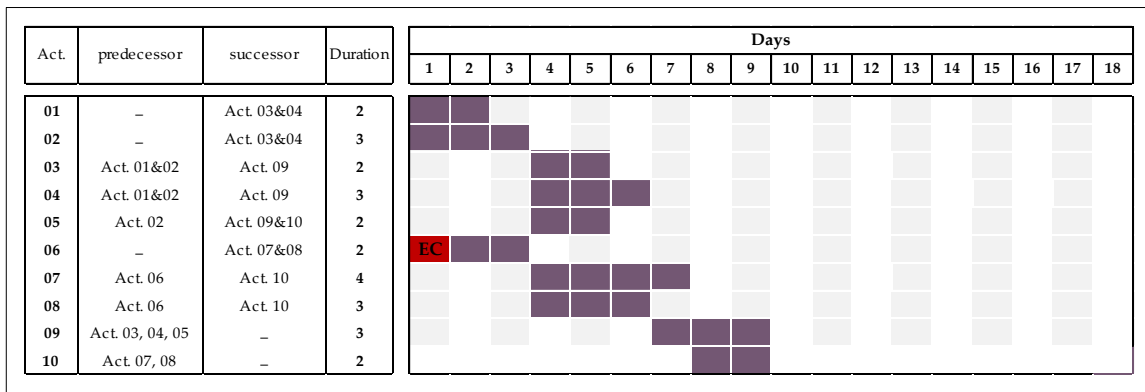 Act. predecessor successor Duration Days
1 2 3 4 5 6 7 8 9 10 11 12 13 14 15 16 17 18
01 – Act. 03&04 2
02 – Act. 03&04 3
03 Act. 01&02 Act. 09 2
04 Act. 01&02 Act. 09 3
05 Act. 02 Act. 09&10 2
06 – Act. 07&08 2 EC
07 Act. 06 Act. 10 4
08 Act. 06 Act. 10 3
09 Act. 03, 04, 05 – 3
10 Act. 07, 08 – 2